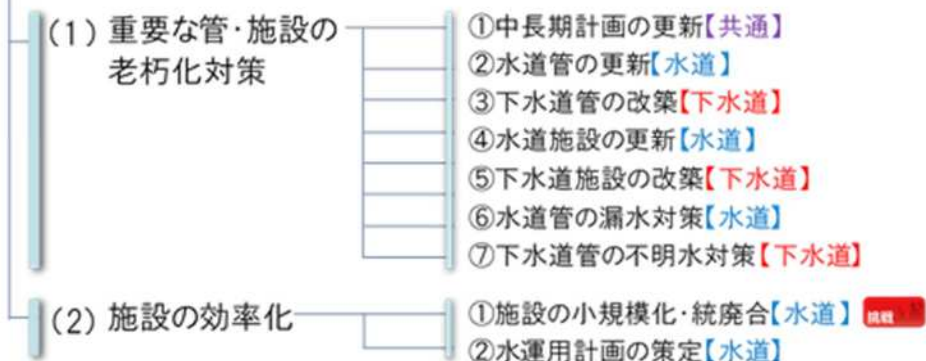 (1) 重要な管・施設の
老朽化対策
①中長期計画の更新【共通】
②水道管の更新【水道】
③下水道管の改築【下水道】
④水道施設の更新【水道】
⑤下水道施設の改築【下水道】
⑥水道管の漏水対策【水道】
⑦下水道管の不明水対策【下水道】
(2) 施設の効率化
①施設の小規模化・統廃合【水道】 挑戦
②水運用計画の策定【水道】